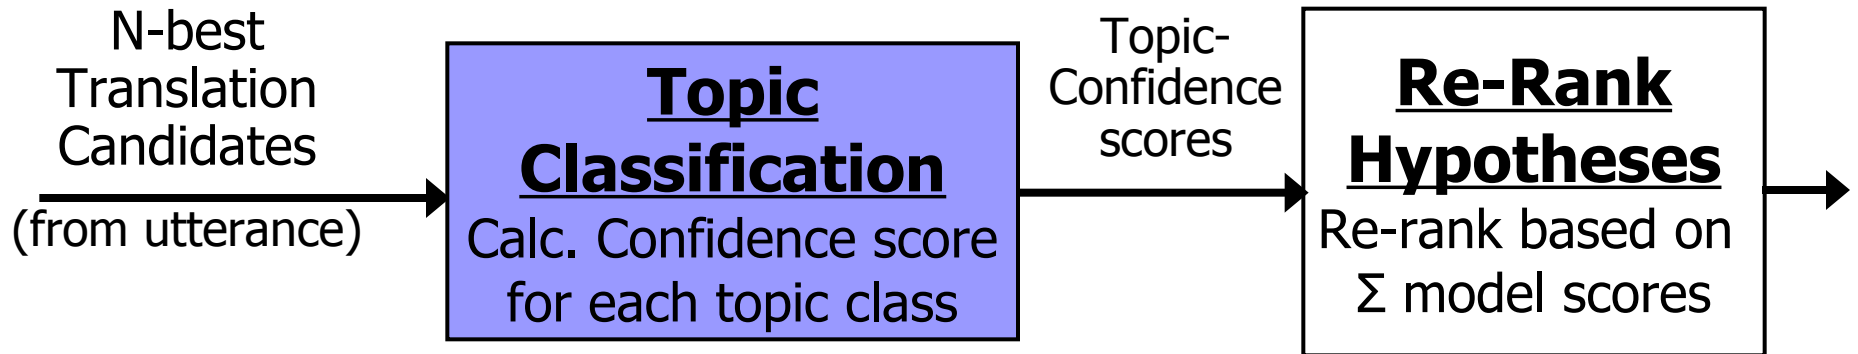 N-best
Translation
Candidates
(from utterance)
Topic
Classification
Calc. Confidence score
for each topic class
Topic-
Confidence
scores
Re-Rank
Hypotheses
Re-rank based on
Σ model scores